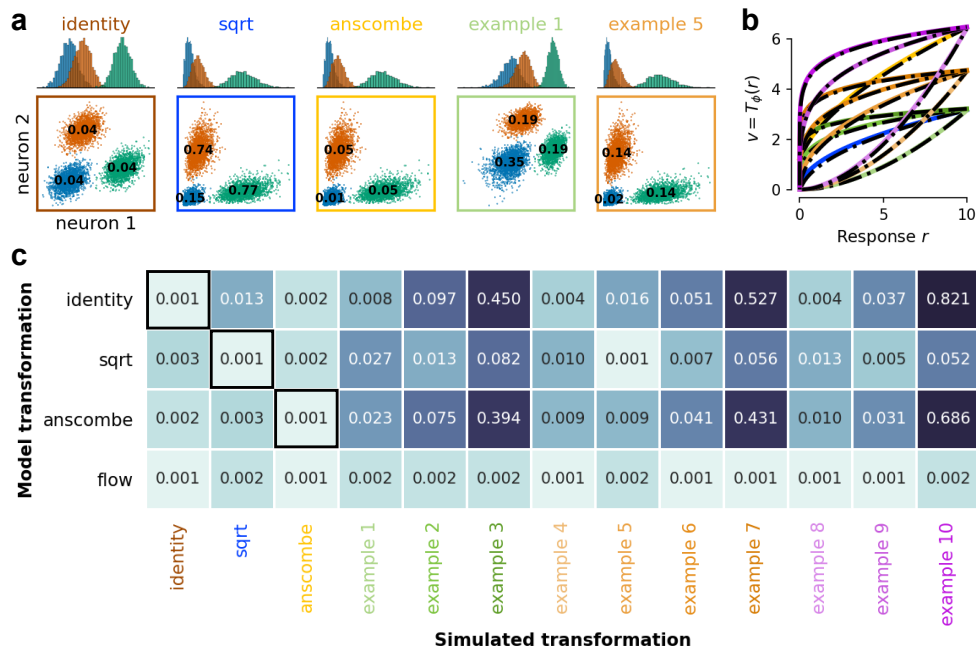 a
identity sqrt anscombe example 1 example 5
neuron 2
0.04 0.04 0.04
0.74 0.15 0.77
0.05 0.01 0.05
0.19 0.35 0.19
0.14 0.02 0.14
neuron 1
b
v = Tϕ(r)
6
4
2
0
0 5 10
Response r
c
Model transformation
identity 0.001 0.013 0.002 0.008 0.097 0.450 0.004 0.016 0.051 0.527 0.004 0.037 0.821
sqrt 0.003 0.001 0.002 0.027 0.013 0.082 0.010 0.001 0.007 0.056 0.013 0.005 0.052
anscombe 0.002 0.003 0.001 0.023 0.075 0.394 0.009 0.009 0.041 0.431 0.010 0.031 0.686
flow 0.001 0.002 0.001 0.002 0.002 0.002 0.001 0.002 0.001 0.001 0.001 0.001 0.002
identity
sqrt
anscombe
example 1
example 2
example 3
example 4
example 5
example 6
example 7
example 8
example 9
example 10
Simulated transformation